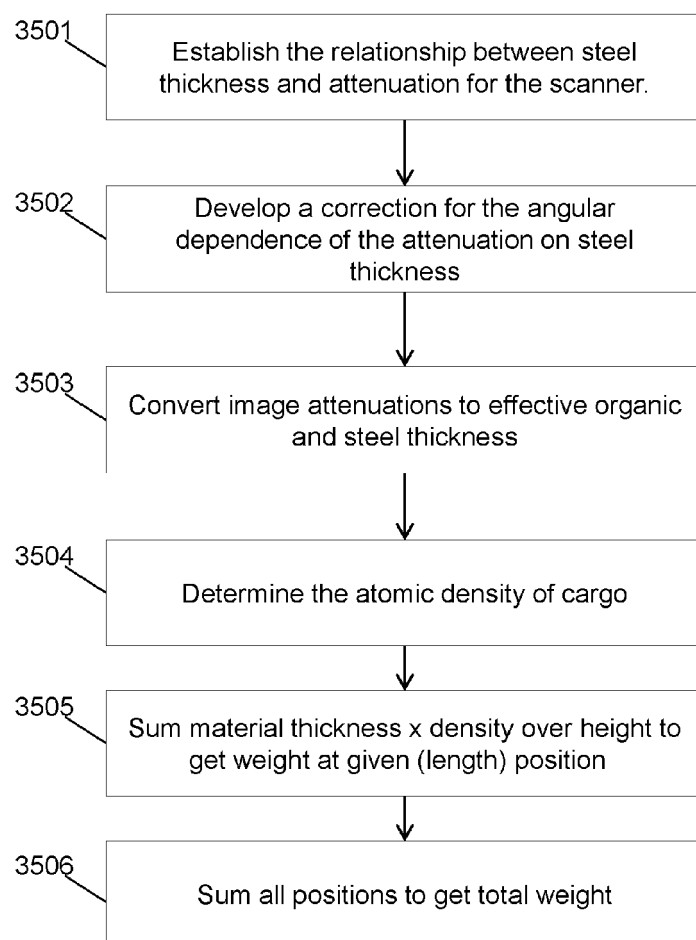 3501
Establish the relationship between steel
thickness and attenuation for the scanner.
3502
Develop a correction for the angular
dependence of the attenuation on steel
thickness
3503
Convert image attenuations to effective organic
and steel thickness
3504
Determine the atomic density of cargo
3505
Sum material thickness x density over height to
get weight at given (length) position
3506
Sum all positions to get total weight